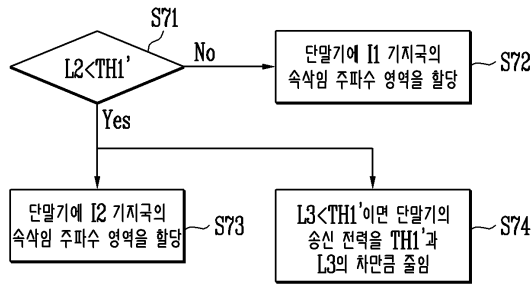 S71
L2<TH1'
No
단말기에 I1 기지국의
속삭임 주파수 영역을 할당
S72
Yes
단말기에 I2 기지국의
속삭임 주파수 영역을 할당
S73
L3<TH1'이면 단말기의
송신 전력을 TH1'과
L3의 차만큼 줄임
S74